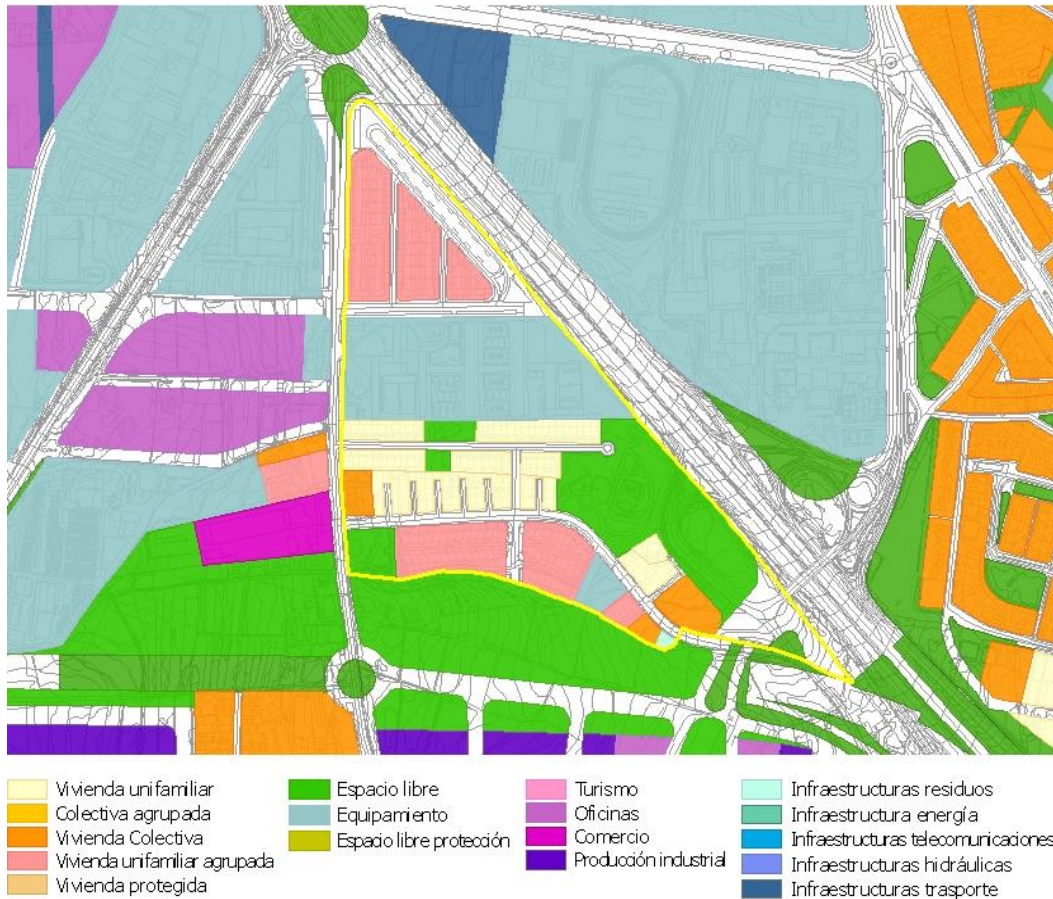 Vivienda unifamiliar
Colectiva agrupada
Vivienda Colectiva
Vivienda unifamiliar agrupada
Vivienda protegida
Espacio libre
Equipamiento
Espacio libre protección
Turismo
Oficinas
Comercio
Producción industrial
Infraestructuras residuos
Infraestructura energía
Infraestructuras telecomunicaciones
Infraestructuras hidráulicas
Infraestructuras trasporte